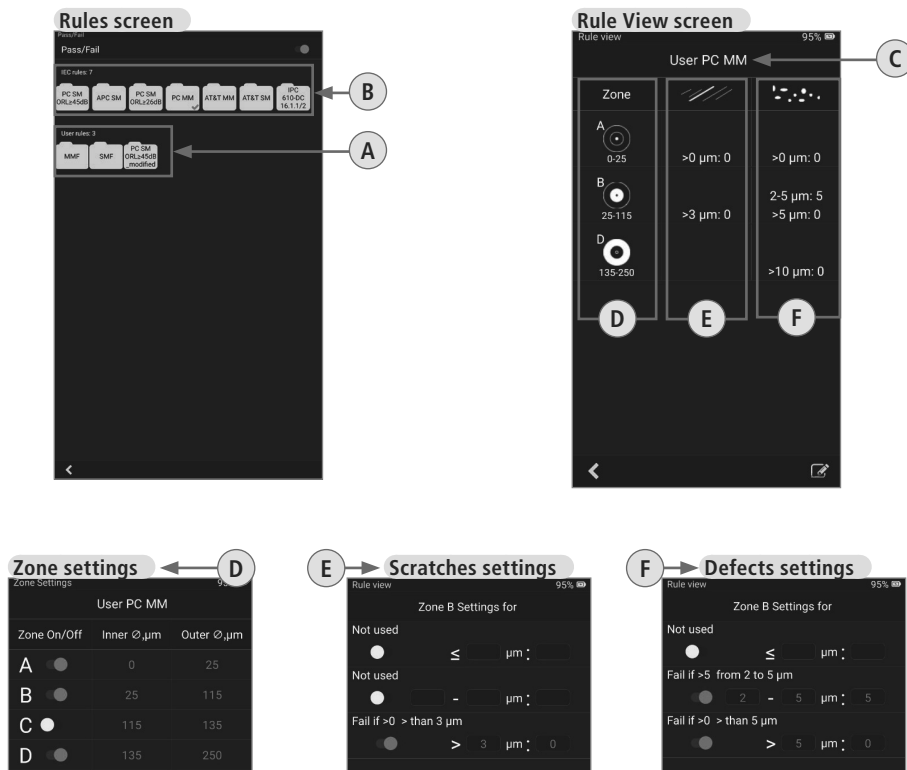 Rules screen
Pass/Fail
Pass/Fail
IEC rules: 7
PC SM ORL≥45dB
APC SM
PC SM ORL≥26dB
PC MM
AT&T MM
AT&T SM
IPC 610-DC 16.1.1/2
B
User rules: 3
MMF
SMF
PC SM ORL≥45dB _modified
A
Rule View screen
Rule view 95%
User PC MM
C
Zone
A
0-25
>0 µm: 0
>0 µm: 0
B
25-115
>3 µm: 0
2-5 µm: 5
>5 µm: 0
D
135-250
>10 µm: 0
D
E
F
Zone settings
D
Zone Settings
User PC MM
Zone On/Off Inner ∅,µm Outer ∅,µm
A 0 25
B 25 115
C 115 135
D 135 250
E
Scratches settings
Rule view 95%
Zone B Settings for
Not used
≤ µm :
Not used
- µm :
Fail if >0 > than 3 µm
> 3 µm : 0
F
Defects settings
Rule view 95%
Zone B Settings for
Not used
≤ µm :
Fail if >5 from 2 to 5 µm
2 - 5 µm : 5
Fail if >0 > than 5 µm
> 5 µm : 0